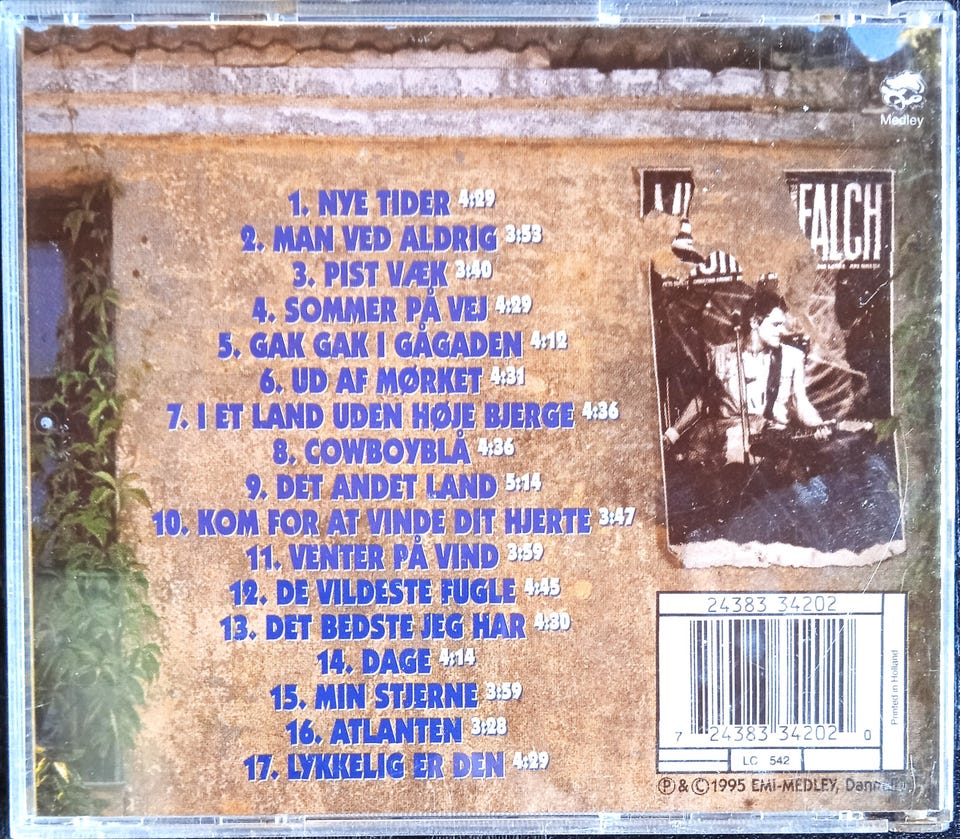 Medley
1. NYE TIDER 4:29
2. MAN VED ALDRIG 3:53
3. PIST VÆK 3:40
4. SOMMER PÅ VEJ 4:29
5. GAK GAK I GÅGADEN 4:12
6. UD AF MØRKET 4:31
7. I ET LAND UDEN HØJE BJERGE 4:36
8. COWBOYBLÅ 4:36
9. DET ANDET LAND 5:14
10. KOM FOR AT VINDE DIT HJERTE 3:47
11. VENTER PÅ VIND 3:59
12. DE VILDESTE FUGLE 4:45
13. DET BEDSTE JEG HAR 4:30
14. DAGE 4:14
15. MIN STJERNE 3:59
16. ATLANTEN 3:28
17. LYKKELIG ER DEN 4:29
FALCH
24383 34202
7 24383 34202 0
Printed in Holland
LC 542
℗ & © 1995 EMI-MEDLEY,